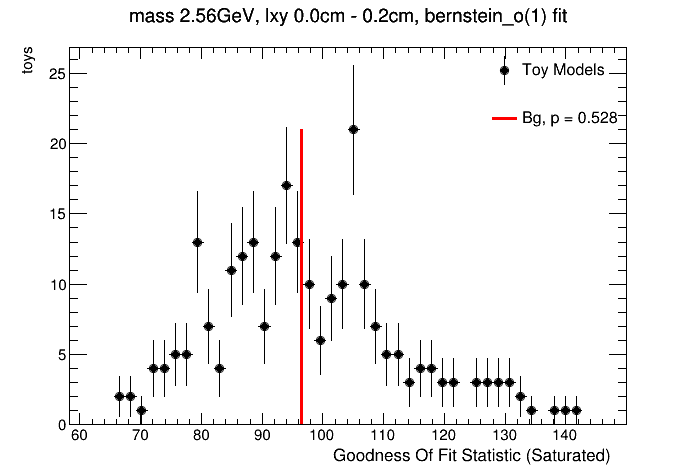 mass 2.56GeV, lxy 0.0cm - 0.2cm, bernstein_o(1) fit
toys
25
20
15
10
5
0
Toy Models
Bg, p = 0.528
60 70 80 90 100 110 120 130 140
Goodness Of Fit Statistic (Saturated)